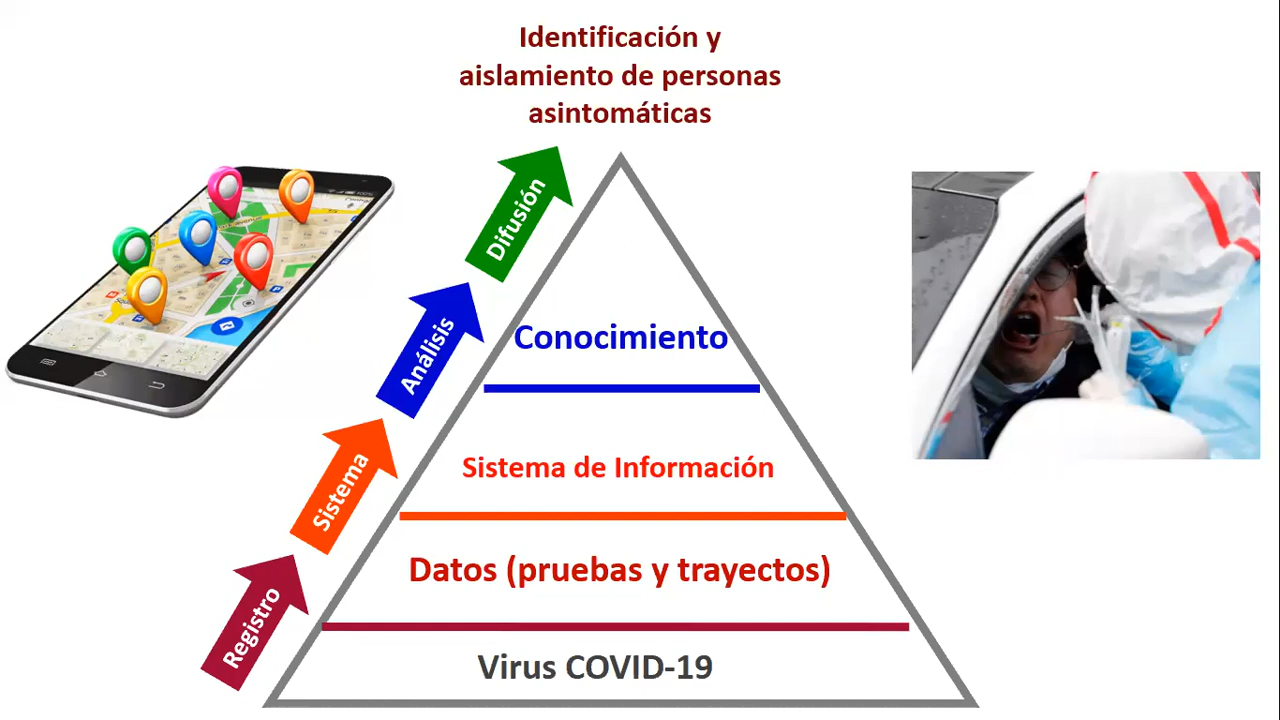 Identificación y
aislamiento de personas
asintomáticas
Difusión
Conocimiento
Análisis
Sistema de Información
Sistema
Datos (pruebas y trayectos)
Registro
Virus COVID-19